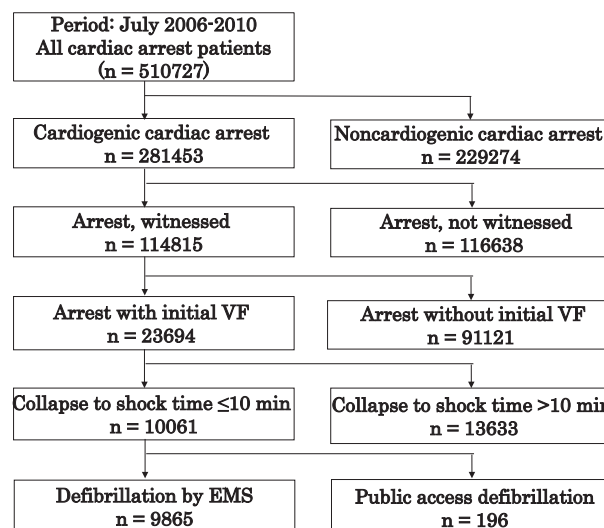 Period: July 2006-2010
All cardiac arrest patients
(n = 510727)
Cardiogenic cardiac arrest
n = 281453
Noncardiogenic cardiac arrest
n = 229274
Arrest, witnessed
n = 114815
Arrest, not witnessed
n = 116638
Arrest with initial VF
n = 23694
Arrest without initial VF
n = 91121
Collapse to shock time ≤10 min
n = 10061
Collapse to shock time >10 min
n = 13633
Defibrillation by EMS
n = 9865
Public access defibrillation
n = 196